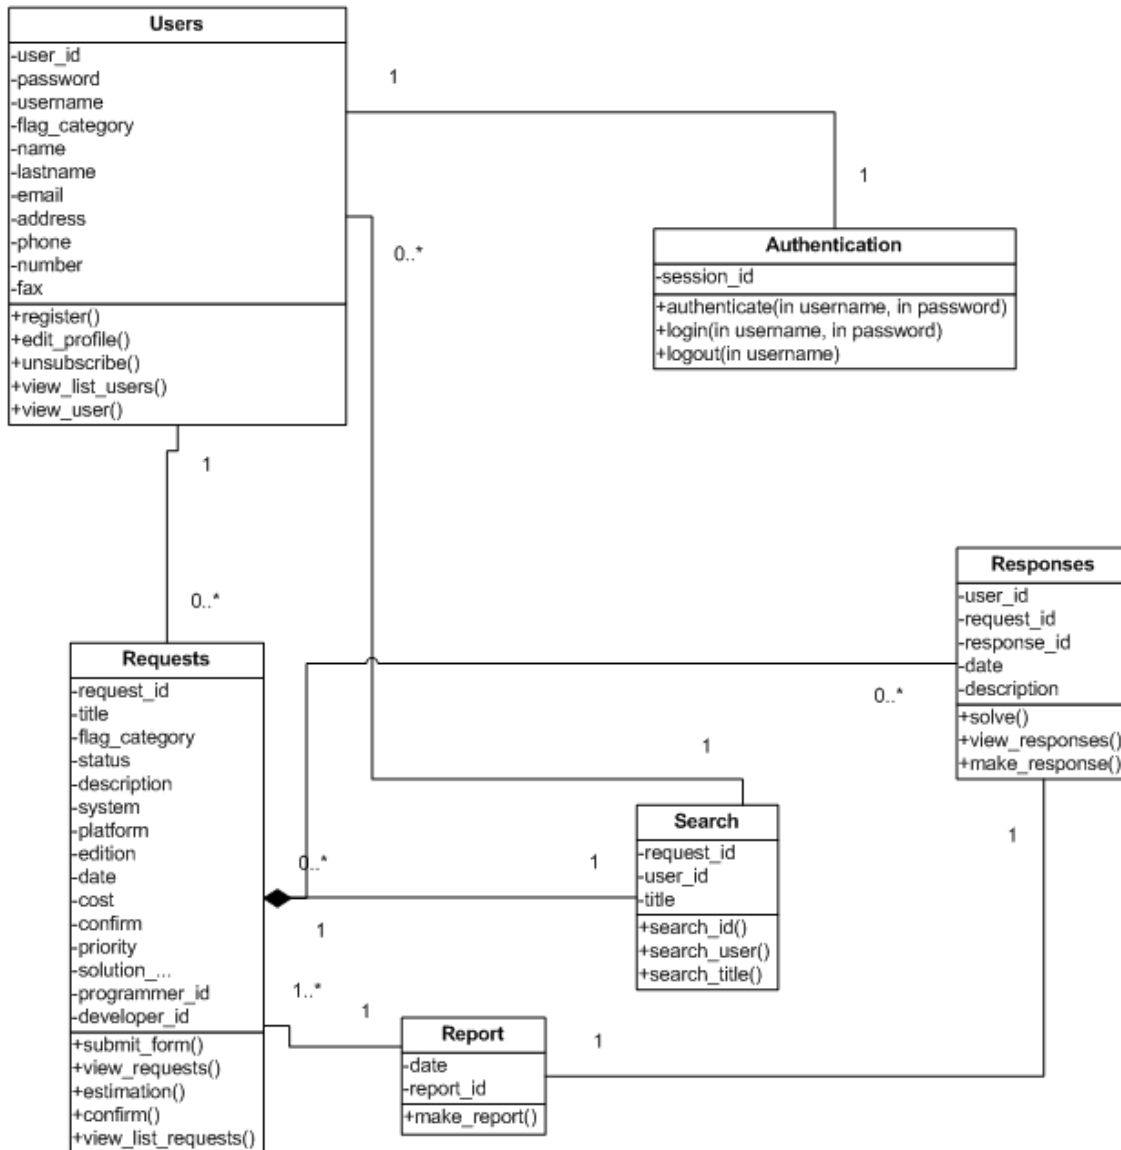 Users
-user_id
-password
-username
-flag_category
-name
-lastname
-email
-address
-phone
-number
-fax
+register()
+edit_profile()
+unsubscribe()
+view_list_users()
+view_user()
1
1
0..*
Authentication
-session_id
+authenticate(in username, in password)
+login(in username, in password)
+logout(in username)
1
0..*
Requests
-request_id
-title
-flag_category
-status
-description
-system
-platform
-edition
-date
-cost
-confirm
-priority
-solution_...
-programmer_id
-developer_id
+submit_form()
+view_requests()
+estimation()
+confirm()
+view_list_requests()
Responses
-user_id
-request_id
-response_id
-date
-description
+solve()
+view_responses()
+make_response()
0..*
1
Search
-request_id
-user_id
-title
+search_id()
+search_user()
+search_title()
0..*
1
1
1
1..*
1
Report
-date
-report_id
+make_report()
1